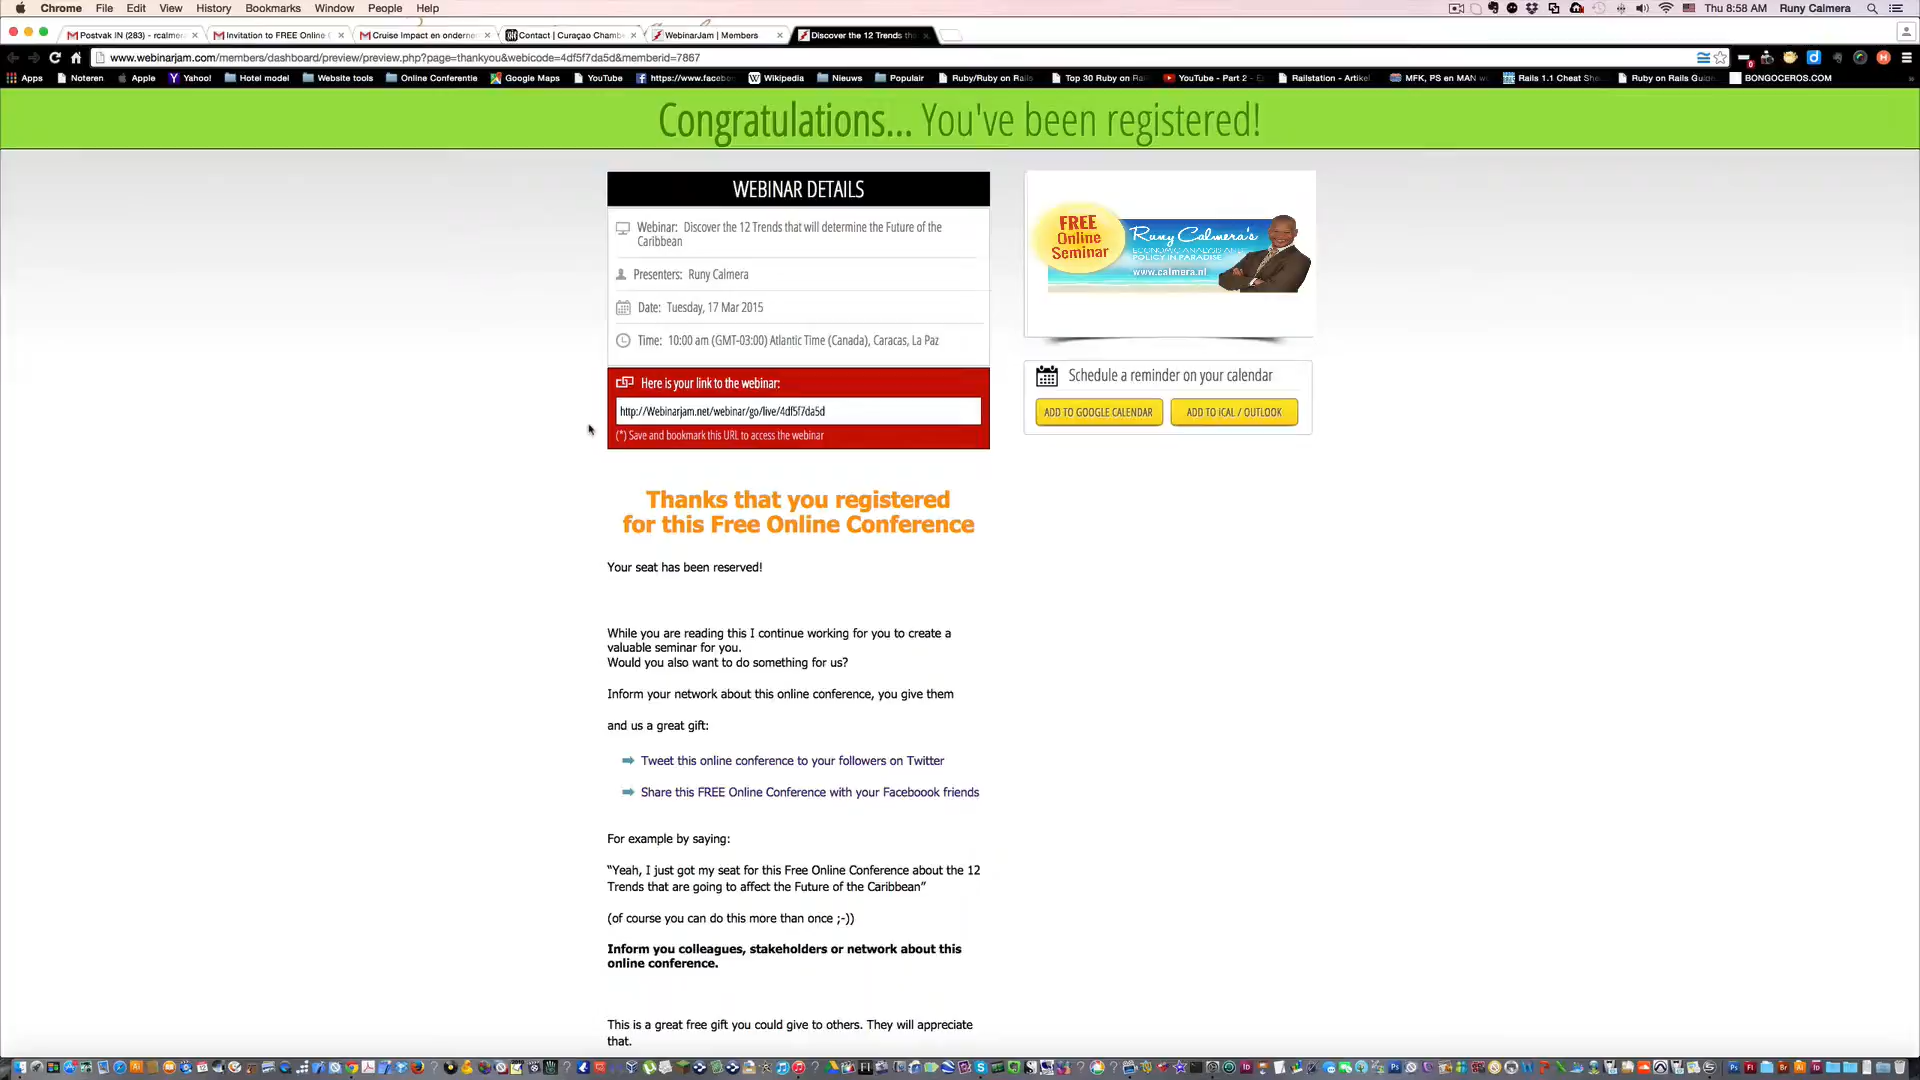 Chrome File Edit View History Bookmarks Window People Help
Thu 8:58 AM Runy Calmera
Postvak IN (283) - rcalmer
Invitation to FREE Online
Cruise Impact en ondernem
Contact | Curaçao Chambe
WebinarJam | Members
Discover the 12 Trends th
www.webinarjam.com/members/dashboard/preview/preview.php?page=thankyou&webicode=4df5f7da5d&memberid=7867
Apps Noteren Apple Yahoo! Hotel model Website tools Online Conferentie Google Maps YouTube https://www.facebo Wikipedia Nieuws Populair Ruby/Ruby on Rails Top 30 Ruby on Ra YouTube - Part 2 - Railstation - Artikel MFK, PS en MAN w Rails 1.1 Cheat She Ruby on Rails Guide BONGOCEROS.COM
Congratulations... You've been registered!
WEBINAR DETAILS
Webinar: Discover the 12 Trends that will determine the Future of the
Caribbean
Presenters: Runy Calmera
Date: Tuesday, 17 Mar 2015
Time: 10:00 am (GMT-03:00) Atlantic Time (Canada), Caracas, La Paz
Here is your link to the webinar:
http://Webinarjam.net/webinar/go/live/4df5f7da5d
(*) Save and bookmark this URL to access the webinar
FREE
Online
Seminar
Runy Calmera's
ECONOMIC ANALYSIS AND
POLICY IN PARADISE
www.calmera.nl
Schedule a reminder on your calendar
ADD TO GOOGLE CALENDAR
ADD TO ICAL / OUTLOOK
Thanks that you registered
for this Free Online Conference
Your seat has been reserved!
While you are reading this I continue working for you to create a
valuable seminar for you.
Would you also want to do something for us?
Inform your network about this online conference, you give them
and us a great gift:
Tweet this online conference to your followers on Twitter
Share this FREE Online Conference with your Faceboook friends
For example by saying:
“Yeah, I just got my seat for this Free Online Conference about the 12
Trends that are going to affect the Future of the Caribbean”
(of course you can do this more than once ;-))
Inform you colleagues, stakeholders or network about this
online conference.
This is a great free gift you could give to others. They will appreciate
that.